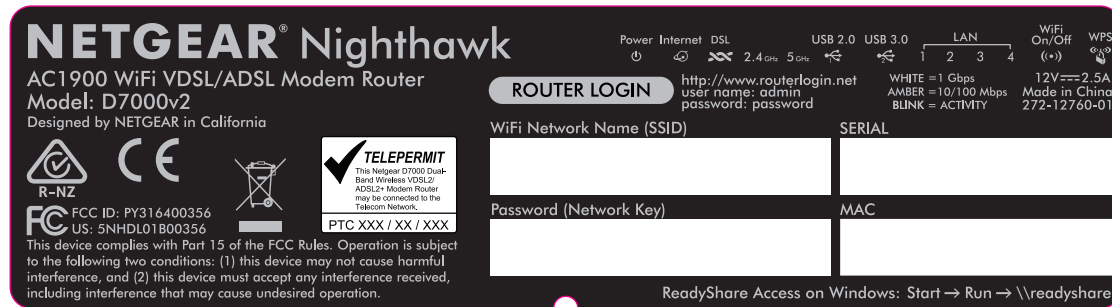 NETGEAR® Nighthawk
AC1900 WiFi VDSL/ADSL Modem Router
Model: D7000v2
Designed by NETGEAR in California
R-NZ
CE
FC FCC ID: PY316400356
US: 5NHDL01B00356
TELEPERMIT
This Netgear D7000 Dual-
Band Wireless VDSL2/
ADSL2+ Modem Router
may be connected to the
Telecom Network.
PTC XXX / XX / XXX
This device complies with Part 15 of the FCC Rules. Operation is subject
to the following two conditions: (1) this device may not cause harmful
interference, and (2) this device must accept any interference received,
including interference that may cause undesired operation.
Power Internet DSL 2.4 GHz 5 GHz USB 2.0 USB 3.0 LAN 1 2 3 4 WiFi On/Off WPS
ROUTER LOGIN
http://www.routerlogin.net
user name: admin
password: password
WHITE = 1 Gbps
AMBER = 10/100 Mbps
BLINK = ACTIVITY
12V⎓2.5A
Made in China
272-12760-01
WiFi Network Name (SSID)
SERIAL
Password (Network Key)
MAC
ReadyShare Access on Windows: Start → Run → \\readyshare